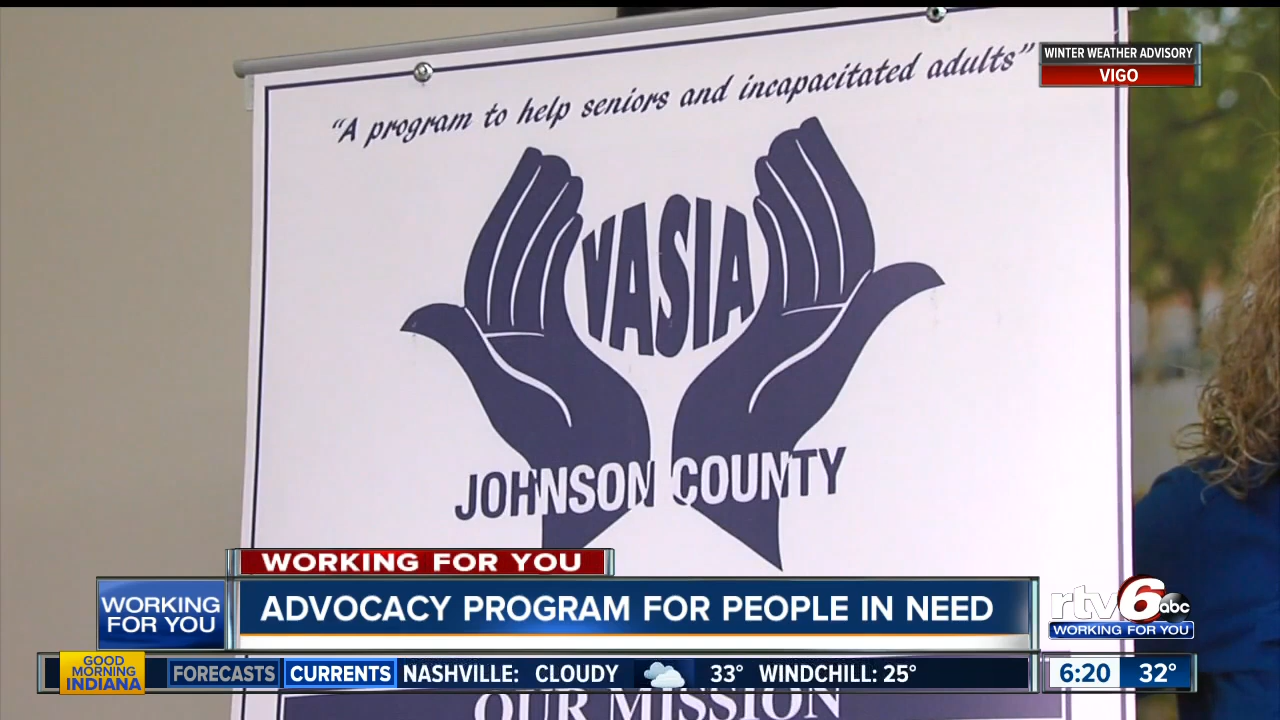 "A program to help seniors and incapacitated adults"
WINTER WEATHER ADVISORY
VIGO
VASIA
JOHNSON COUNTY
WORKING FOR YOU
WORKING
FOR YOU
ADVOCACY PROGRAM FOR PEOPLE IN NEED
rtv6 abc
WORKING FOR YOU
GOOD
MORNING
INDIANA
FORECASTS CURRENTS NASHVILLE: CLOUDY 33° WINDCHILL: 25° 6:20 32°
OUR MISSION